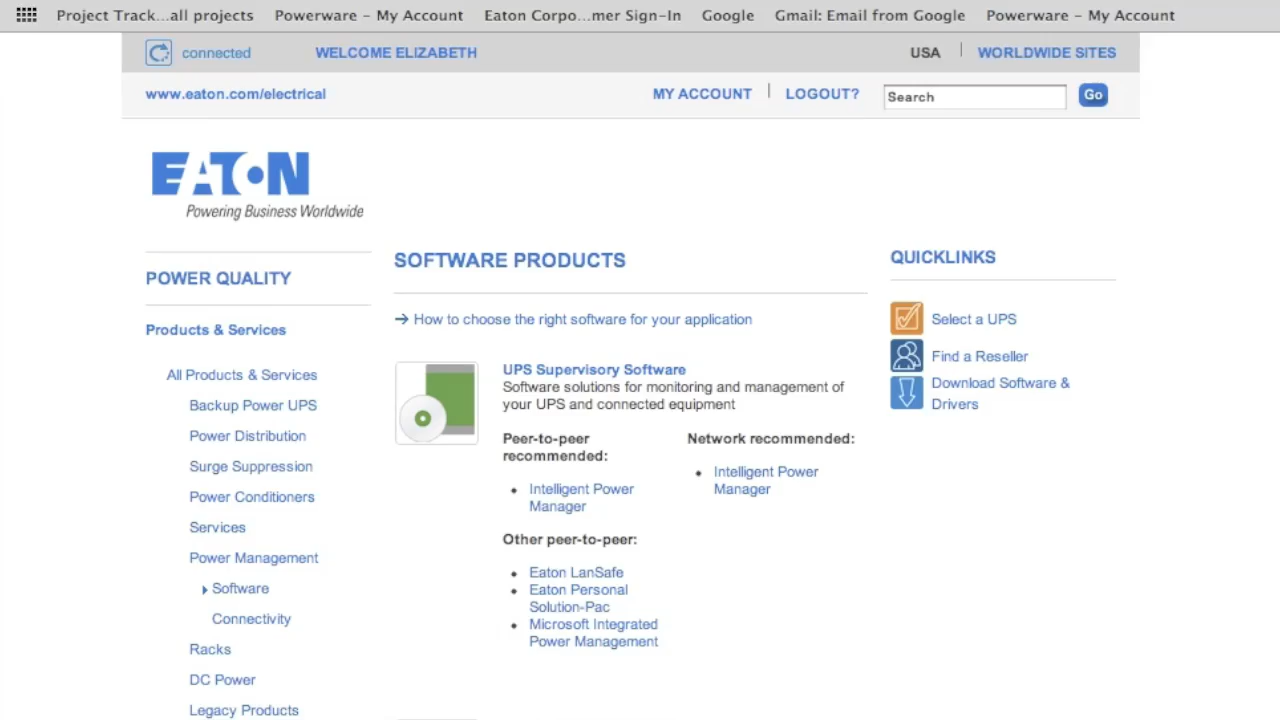 Project Track...all projects Powerware – My Account Eaton Corpo...mer Sign-In Google Gmail: Email from Google Powerware – My Account
connected WELCOME ELIZABETH USA WORLDWIDE SITES
www.eaton.com/electrical MY ACCOUNT LOGOUT? Search Go
EATON
Powering Business Worldwide
POWER QUALITY
Products & Services
All Products & Services
Backup Power UPS
Power Distribution
Surge Suppression
Power Conditioners
Services
Power Management
Software
Connectivity
Racks
DC Power
Legacy Products
SOFTWARE PRODUCTS
How to choose the right software for your application
UPS Supervisory Software
Software solutions for monitoring and management of
your UPS and connected equipment
Peer-to-peer
recommended:
Intelligent Power
Manager
Other peer-to-peer:
Eaton LanSafe
Eaton Personal
Solution-Pac
Microsoft Integrated
Power Management
Network recommended:
Intelligent Power
Manager
QUICKLINKS
Select a UPS
Find a Reseller
Download Software &
Drivers